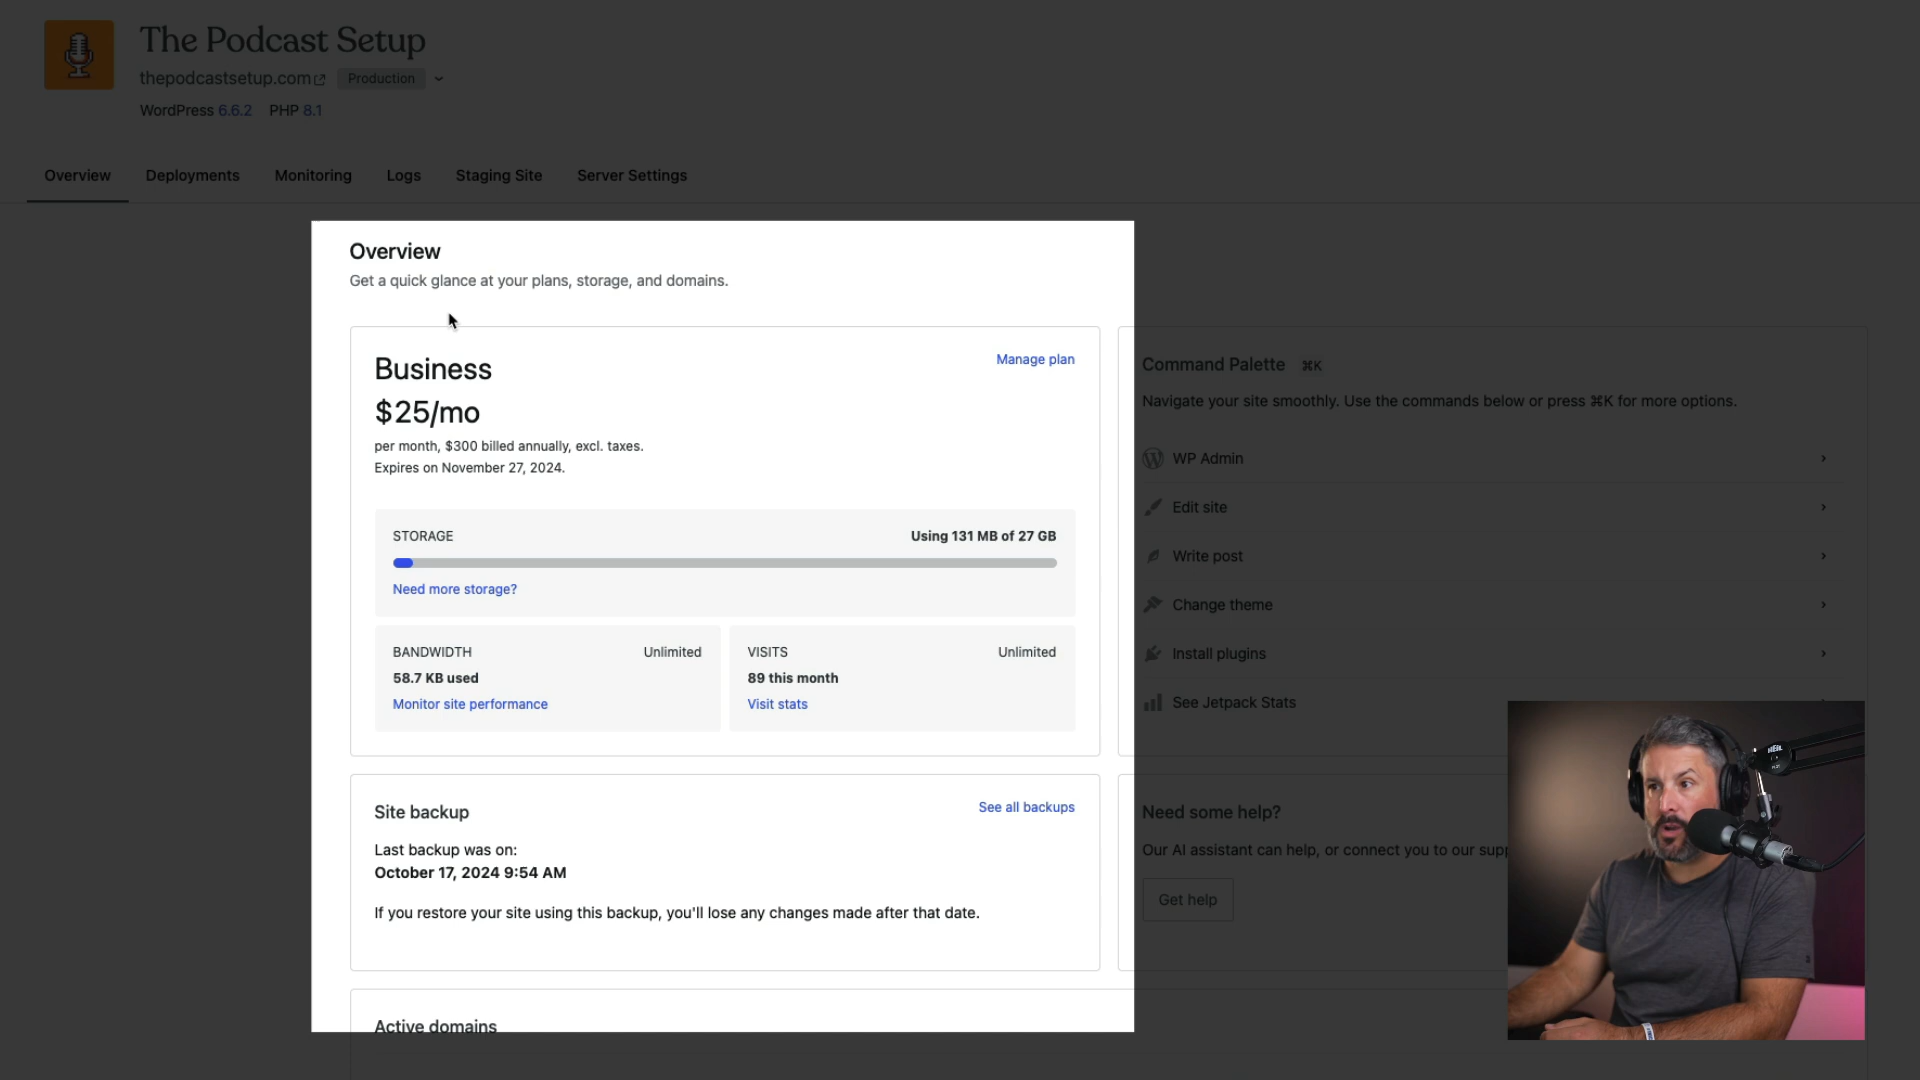 The Podcast Setup
thepodcastsetup.com Production
WordPress 6.6.2 PHP 8.1
Overview Deployments Monitoring Logs Staging Site Server Settings
Overview
Get a quick glance at your plans, storage, and domains.
Business
Manage plan
$25/mo
per month, $300 billed annually, excl. taxes.
Expires on November 27, 2024.
STORAGE
Using 131 MB of 27 GB
Need more storage?
BANDWIDTH
Unlimited
58.7 KB used
Monitor site performance
VISITS
Unlimited
89 this month
Visit stats
Command Palette ⌘K
Navigate your site smoothly. Use the commands below or press ⌘K for more options.
WP Admin
Edit site
Write post
Change theme
Install plugins
See Jetpack Stats
Site backup
See all backups
Last backup was on:
October 17, 2024 9:54 AM
If you restore your site using this backup, you'll lose any changes made after that date.
Need some help?
Our AI assistant can help, or connect you to our
Get help
Active domains